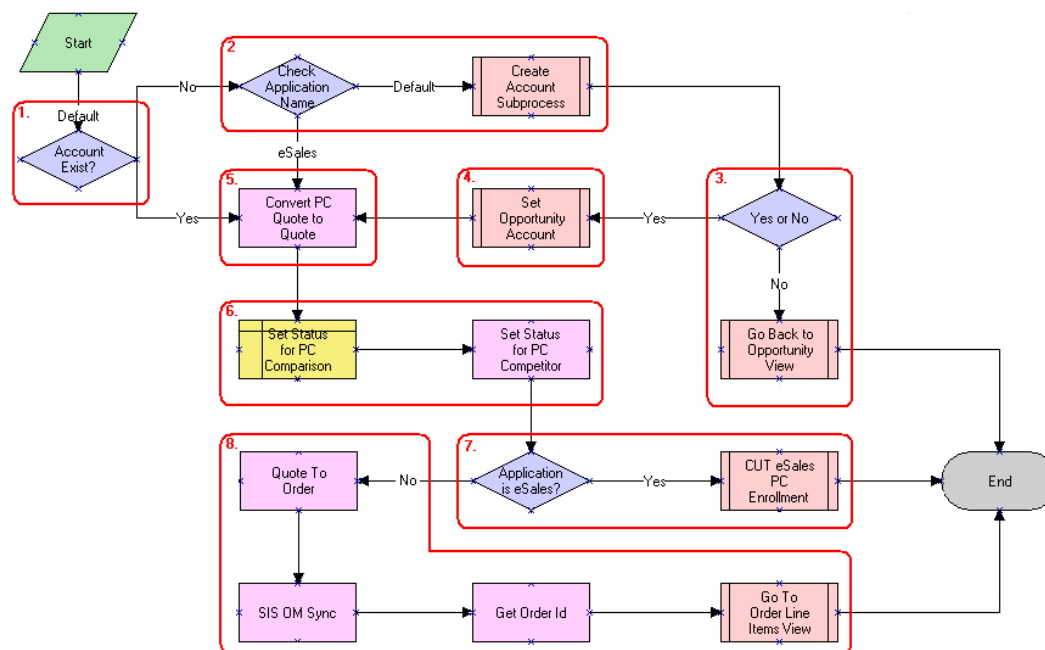 Start
2
Check
Application
Name
No
Default
Create
Account
Subprocess
1.
Default
Account
Exist?
eSales
5.
Convert PC
Quote to
Quote
Yes
4.
Set
Opportunity
Account
Yes
3.
Yes or No
No
6.
Set Status
for PC
Comparison
Set Status
for PC
Competitor
Go Back to
Opportunity
View
8.
Quote To
Order
No
7.
Application
is eSales?
Yes
CUT eSales
PC
Enrollment
End
SIS OM Sync
Get Order Id
Go To
Order Line
Items View